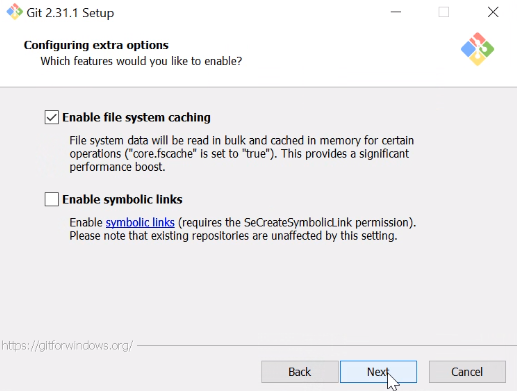 Git 2.31.1 Setup
Configuring extra options
Which features would you like to enable?
Enable file system caching
File system data will be read in bulk and cached in memory for certain
operations ("core.fscache" is set to "true"). This provides a significant
performance boost.
Enable symbolic links
Enable symbolic links (requires the SeCreateSymbolicLink permission).
Please note that existing repositories are unaffected by this setting.
https://gitforwindows.org/
Back Next Cancel